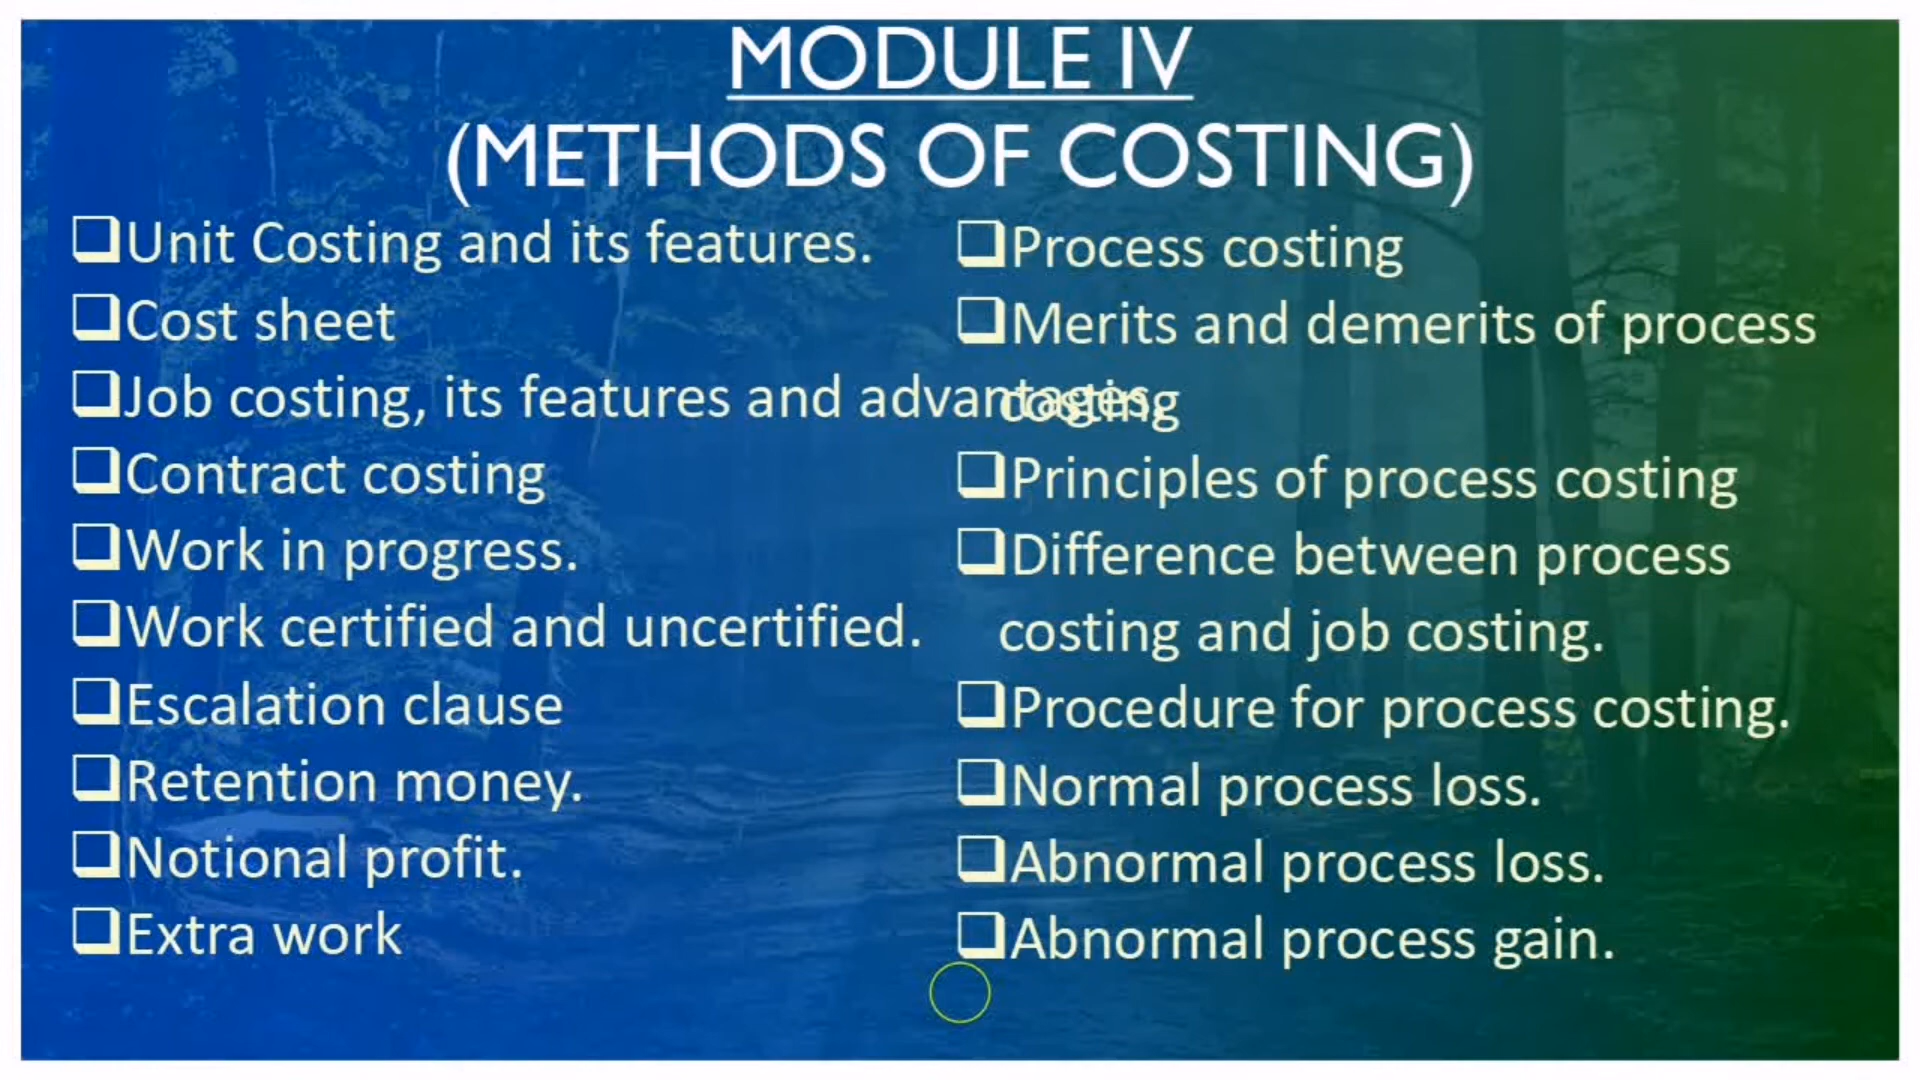 MODULE IV
(METHODS OF COSTING)
Unit Costing and its features.
Cost sheet
Job costing, its features and advantages.
Contract costing
Work in progress.
Work certified and uncertified.
Escalation clause
Retention money.
Notional profit.
Extra work
Process costing
Merits and demerits of process
costing
Principles of process costing
Difference between process
costing and job costing.
Procedure for process costing.
Normal process loss.
Abnormal process loss.
Abnormal process gain.